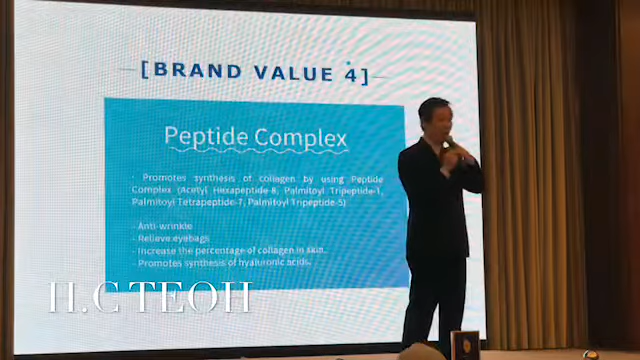 [BRAND VALUE 4]
Peptide Complex
- Promotes synthesis of collagen by using Peptide
Complex (Acetyl Hexapeptide-8, Palmitoyl Tripeptide-1,
Palmitoyl Tetrapeptide-7, Palmitoyl Tripeptide-5)
- Anti-wrinkle
- Relieve eyebags
- Increase the percentage of collagen in skin.
- Promotes synthesis of hyaluronic acids.
H.C TEOH